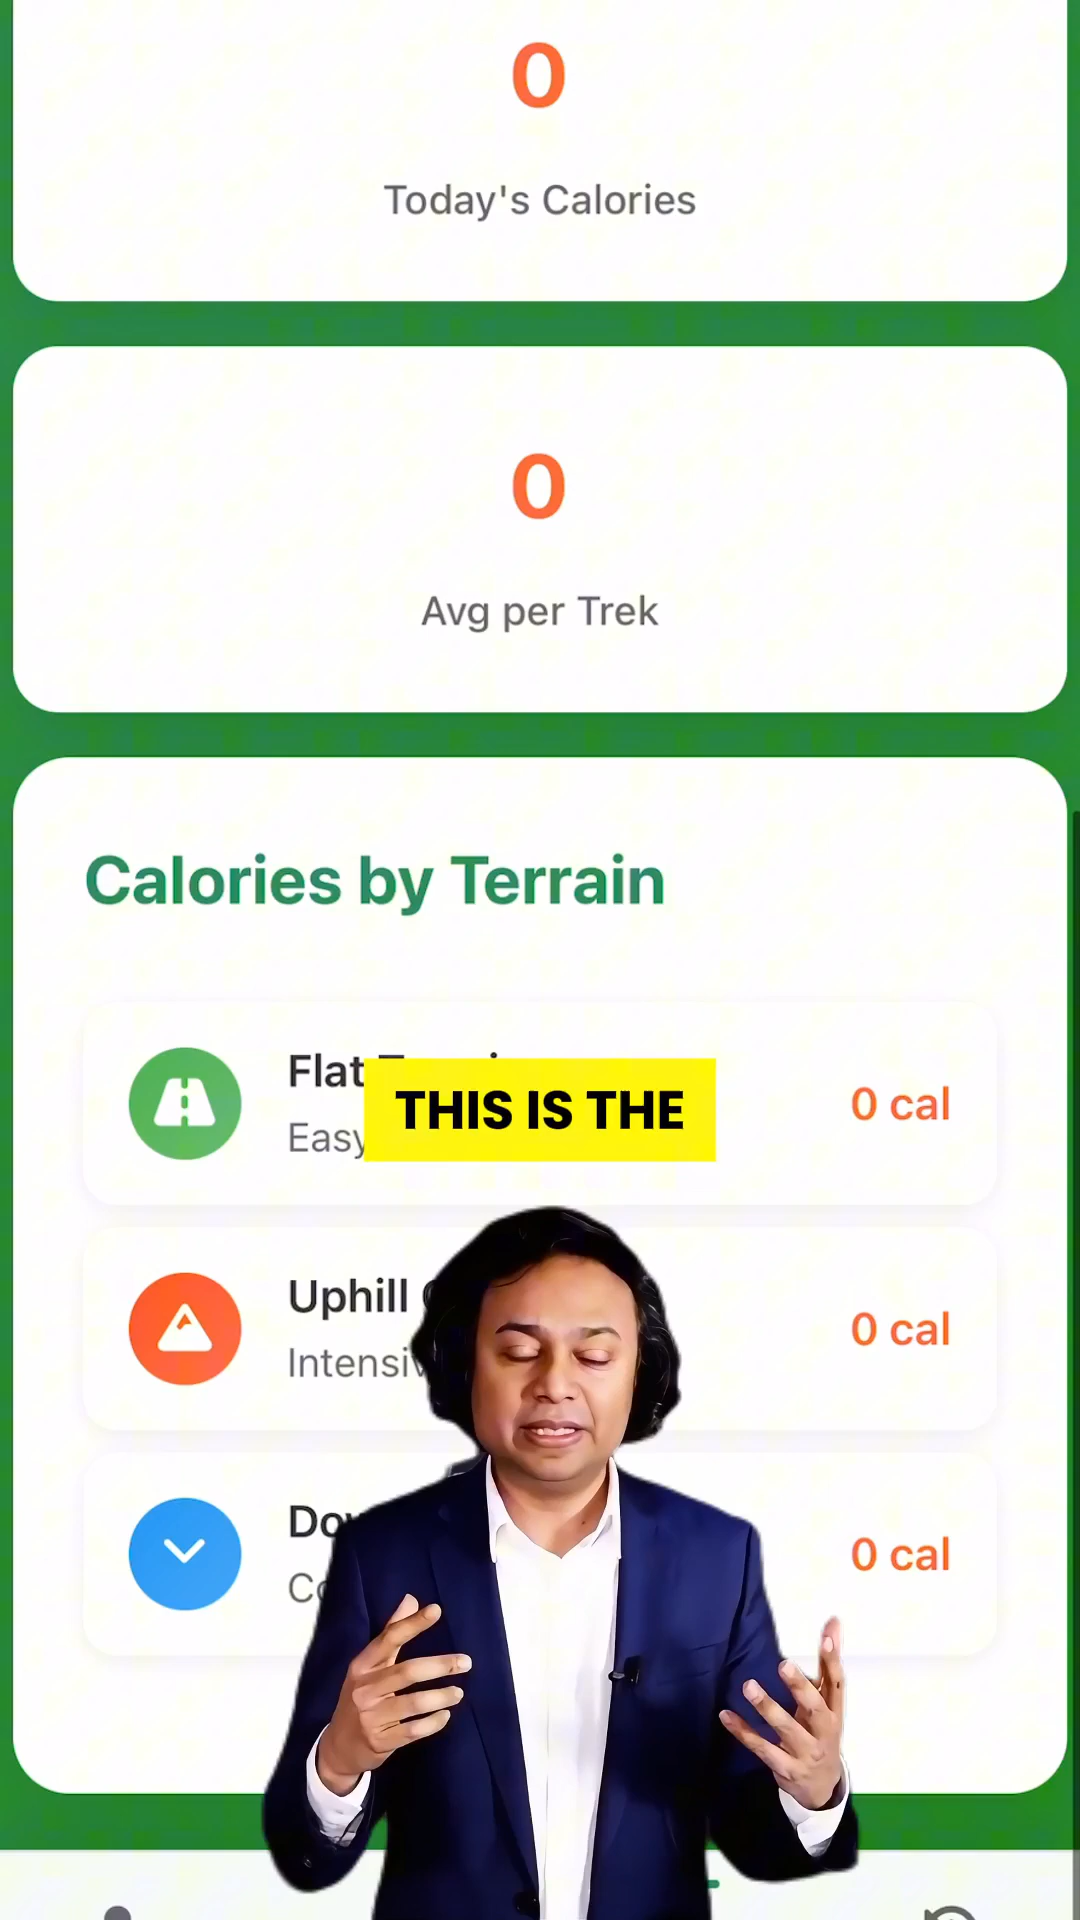 0
Today's Calories
0
Avg per Trek
Calories by Terrain
Flat
THIS IS THE
0 cal
Easy
Uphill
0 cal
0 cal